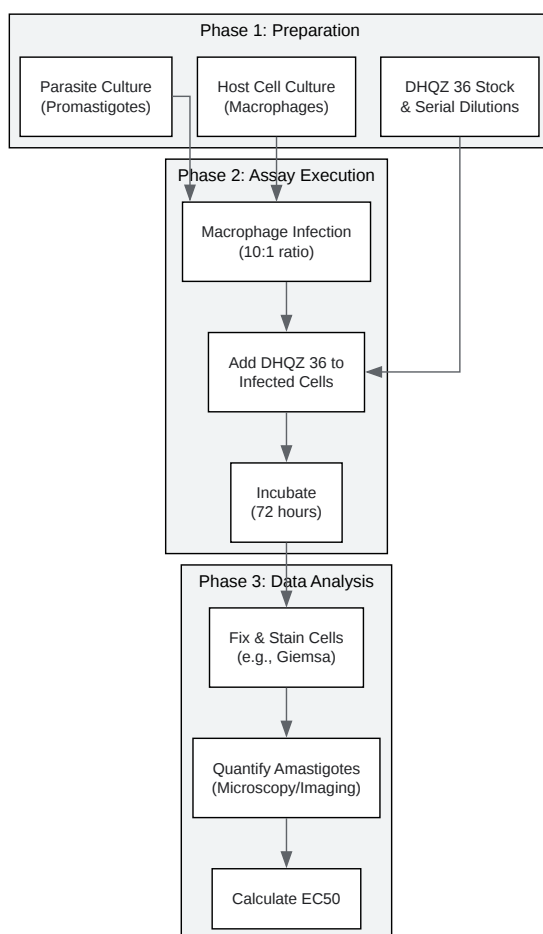 Phase 1: Preparation
Parasite Culture
(Promastigotes)
Host Cell Culture
(Macrophages)
DHQZ 36 Stock
& Serial Dilutions
Phase 2: Assay Execution
Macrophage Infection
(10:1 ratio)
Add DHQZ 36 to
Infected Cells
Incubate
(72 hours)
Phase 3: Data Analysis
Fix & Stain Cells
(e.g., Giemsa)
Quantify Amastigotes
(Microscopy/Imaging)
Calculate EC50